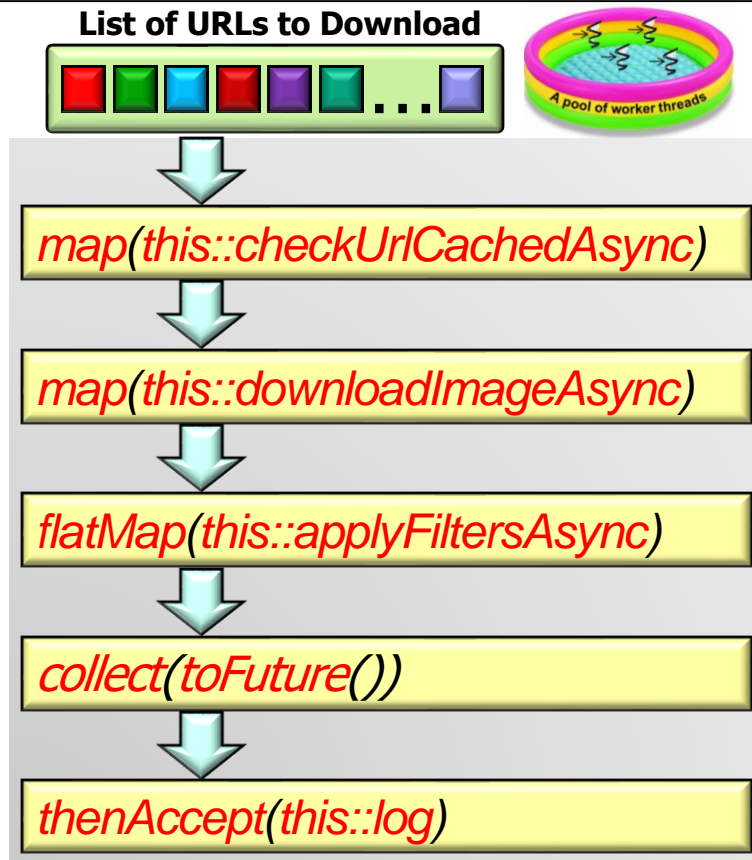 List of URLs to Download
...
A pool of worker threads
map(this::checkUrlCachedAsync)
map(this::downloadImageAsync)
flatMap(this::applyFiltersAsync)
collect(toFuture())
thenAccept(this::log)